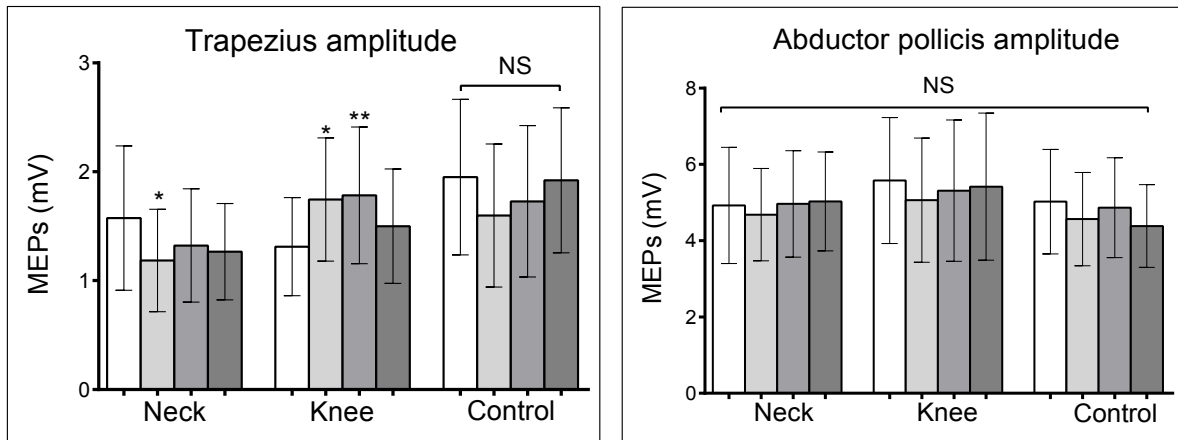 Trapezius amplitude
3
2
1
0
MEPs (mV)
*
*
**
NS
Neck
Knee
Control
Abductor pollicis amplitude
8
6
4
2
0
MEPs (mV)
NS
Neck
Knee
Control